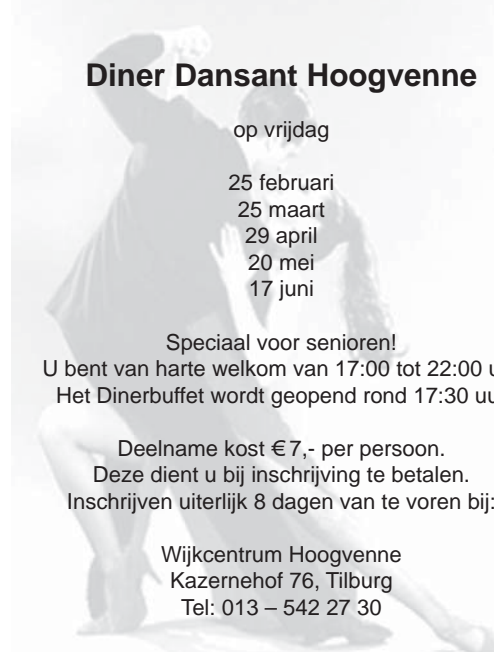 Diner Dansant Hoogvenne
op vrijdag
25 februari
25 maart
29 april
20 mei
17 juni
Speciaal voor senioren!
U bent van harte welkom van 17:00 tot 22:00
Het Dinerbuffet wordt geopend rond 17:30
Deelname kost € 7,- per persoon.
Deze dient u bij inschrijving te betalen.
Inschrijven uiterlijk 8 dagen van te voren bij:
Wijkcentrum Hoogvenne
Kazernehof 76, Tilburg
Tel: 013 – 542 27 30